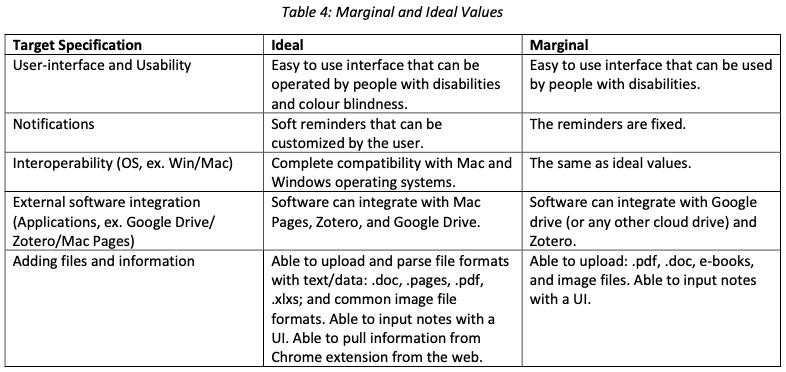 Table 4: Marginal and Ideal Values
Target Specification
Ideal
Marginal
User-interface and Usability
Easy to use interface that can be
operated by people with disabilities
and colour blindness.
Easy to use interface that can be used
by people with disabilities.
Notifications
Soft reminders that can be
customized by the user.
The reminders are fixed.
Interoperability (OS, ex. Win/Mac)
Complete compatibility with Mac and
Windows operating systems.
The same as ideal values.
External software integration
(Applications, ex. Google Drive/
Zotero/Mac Pages)
Software can integrate with Mac
Pages, Zotero, and Google Drive.
Software can integrate with Google
drive (or any other cloud drive) and
Zotero.
Adding files and information
Able to upload and parse file formats
with text/data: .doc, .pages, .pdf,
.xlxs; and common image file
formats. Able to input notes with a
UI. Able to pull information from
Chrome extension from the web.
Able to upload: .pdf, .doc, e-books,
and image files. Able to input notes
with a UI.